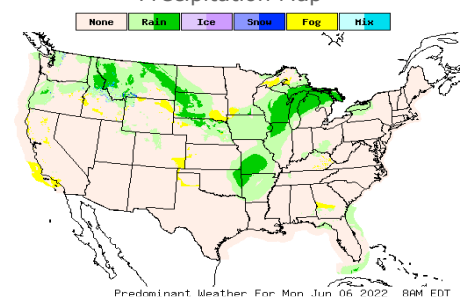 Precipitation Map
None Rain Ice Snow Fog Mix
Predominant Weather For Mon Jun 06 2022 8AM EDT